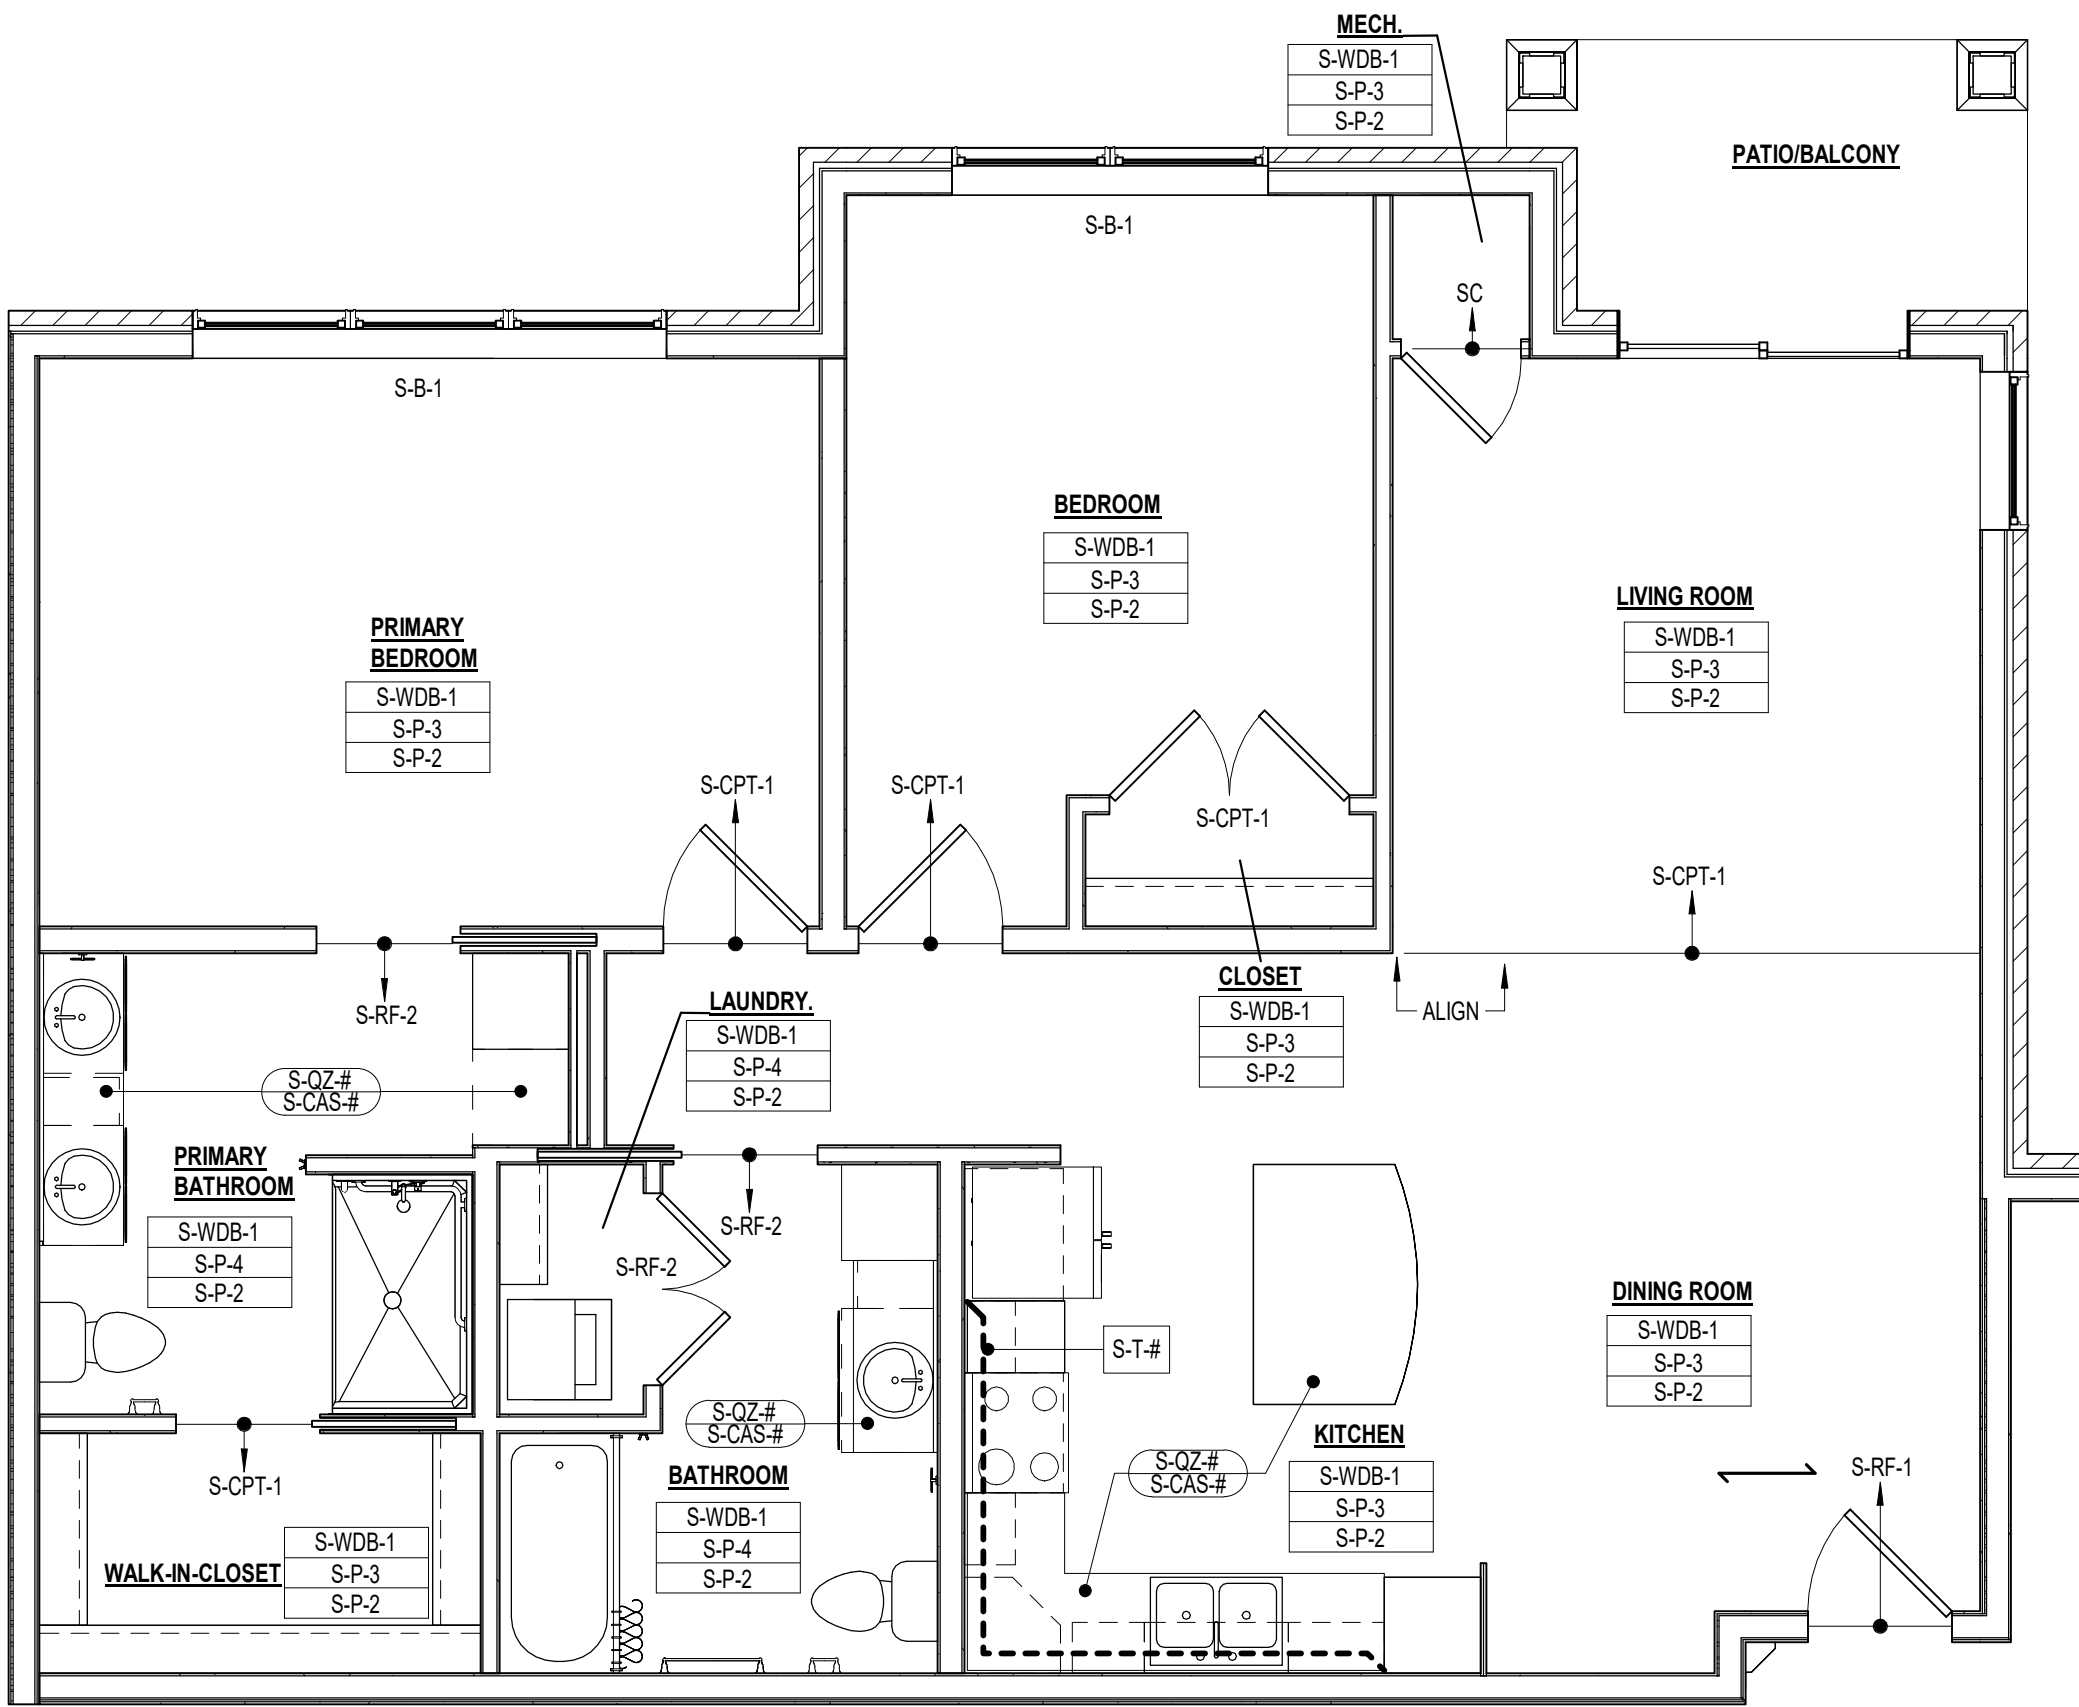 MECH.
S-WDB-1
S-P-3
S-P-2
PATIO/BALCONY
S-B-1
SC
S-B-1
BEDROOM
S-WDB-1
S-P-3
S-P-2
LIVING ROOM
S-WDB-1
S-P-3
S-P-2
PRIMARY
BEDROOM
S-WDB-1
S-P-3
S-P-2
S-CPT-1
S-CPT-1
S-CPT-1
S-CPT-1
CLOSET
S-WDB-1
S-P-3
S-P-2
ALIGN
S-RF-2
LAUNDRY.
S-WDB-1
S-P-4
S-P-2
S-QZ-#
S-CAS-#
PRIMARY
BATHROOM
S-WDB-1
S-P-4
S-P-2
S-RF-2
S-RF-2
S-T-#
DINING ROOM
S-WDB-1
S-P-3
S-P-2
S-QZ-#
S-CAS-#
KITCHEN
S-WDB-1
S-P-3
S-P-2
S-QZ-#
S-CAS-#
S-RF-1
BATHROOM
S-WDB-1
S-P-4
S-P-2
S-CPT-1
WALK-IN-CLOSET
S-WDB-1
S-P-3
S-P-2